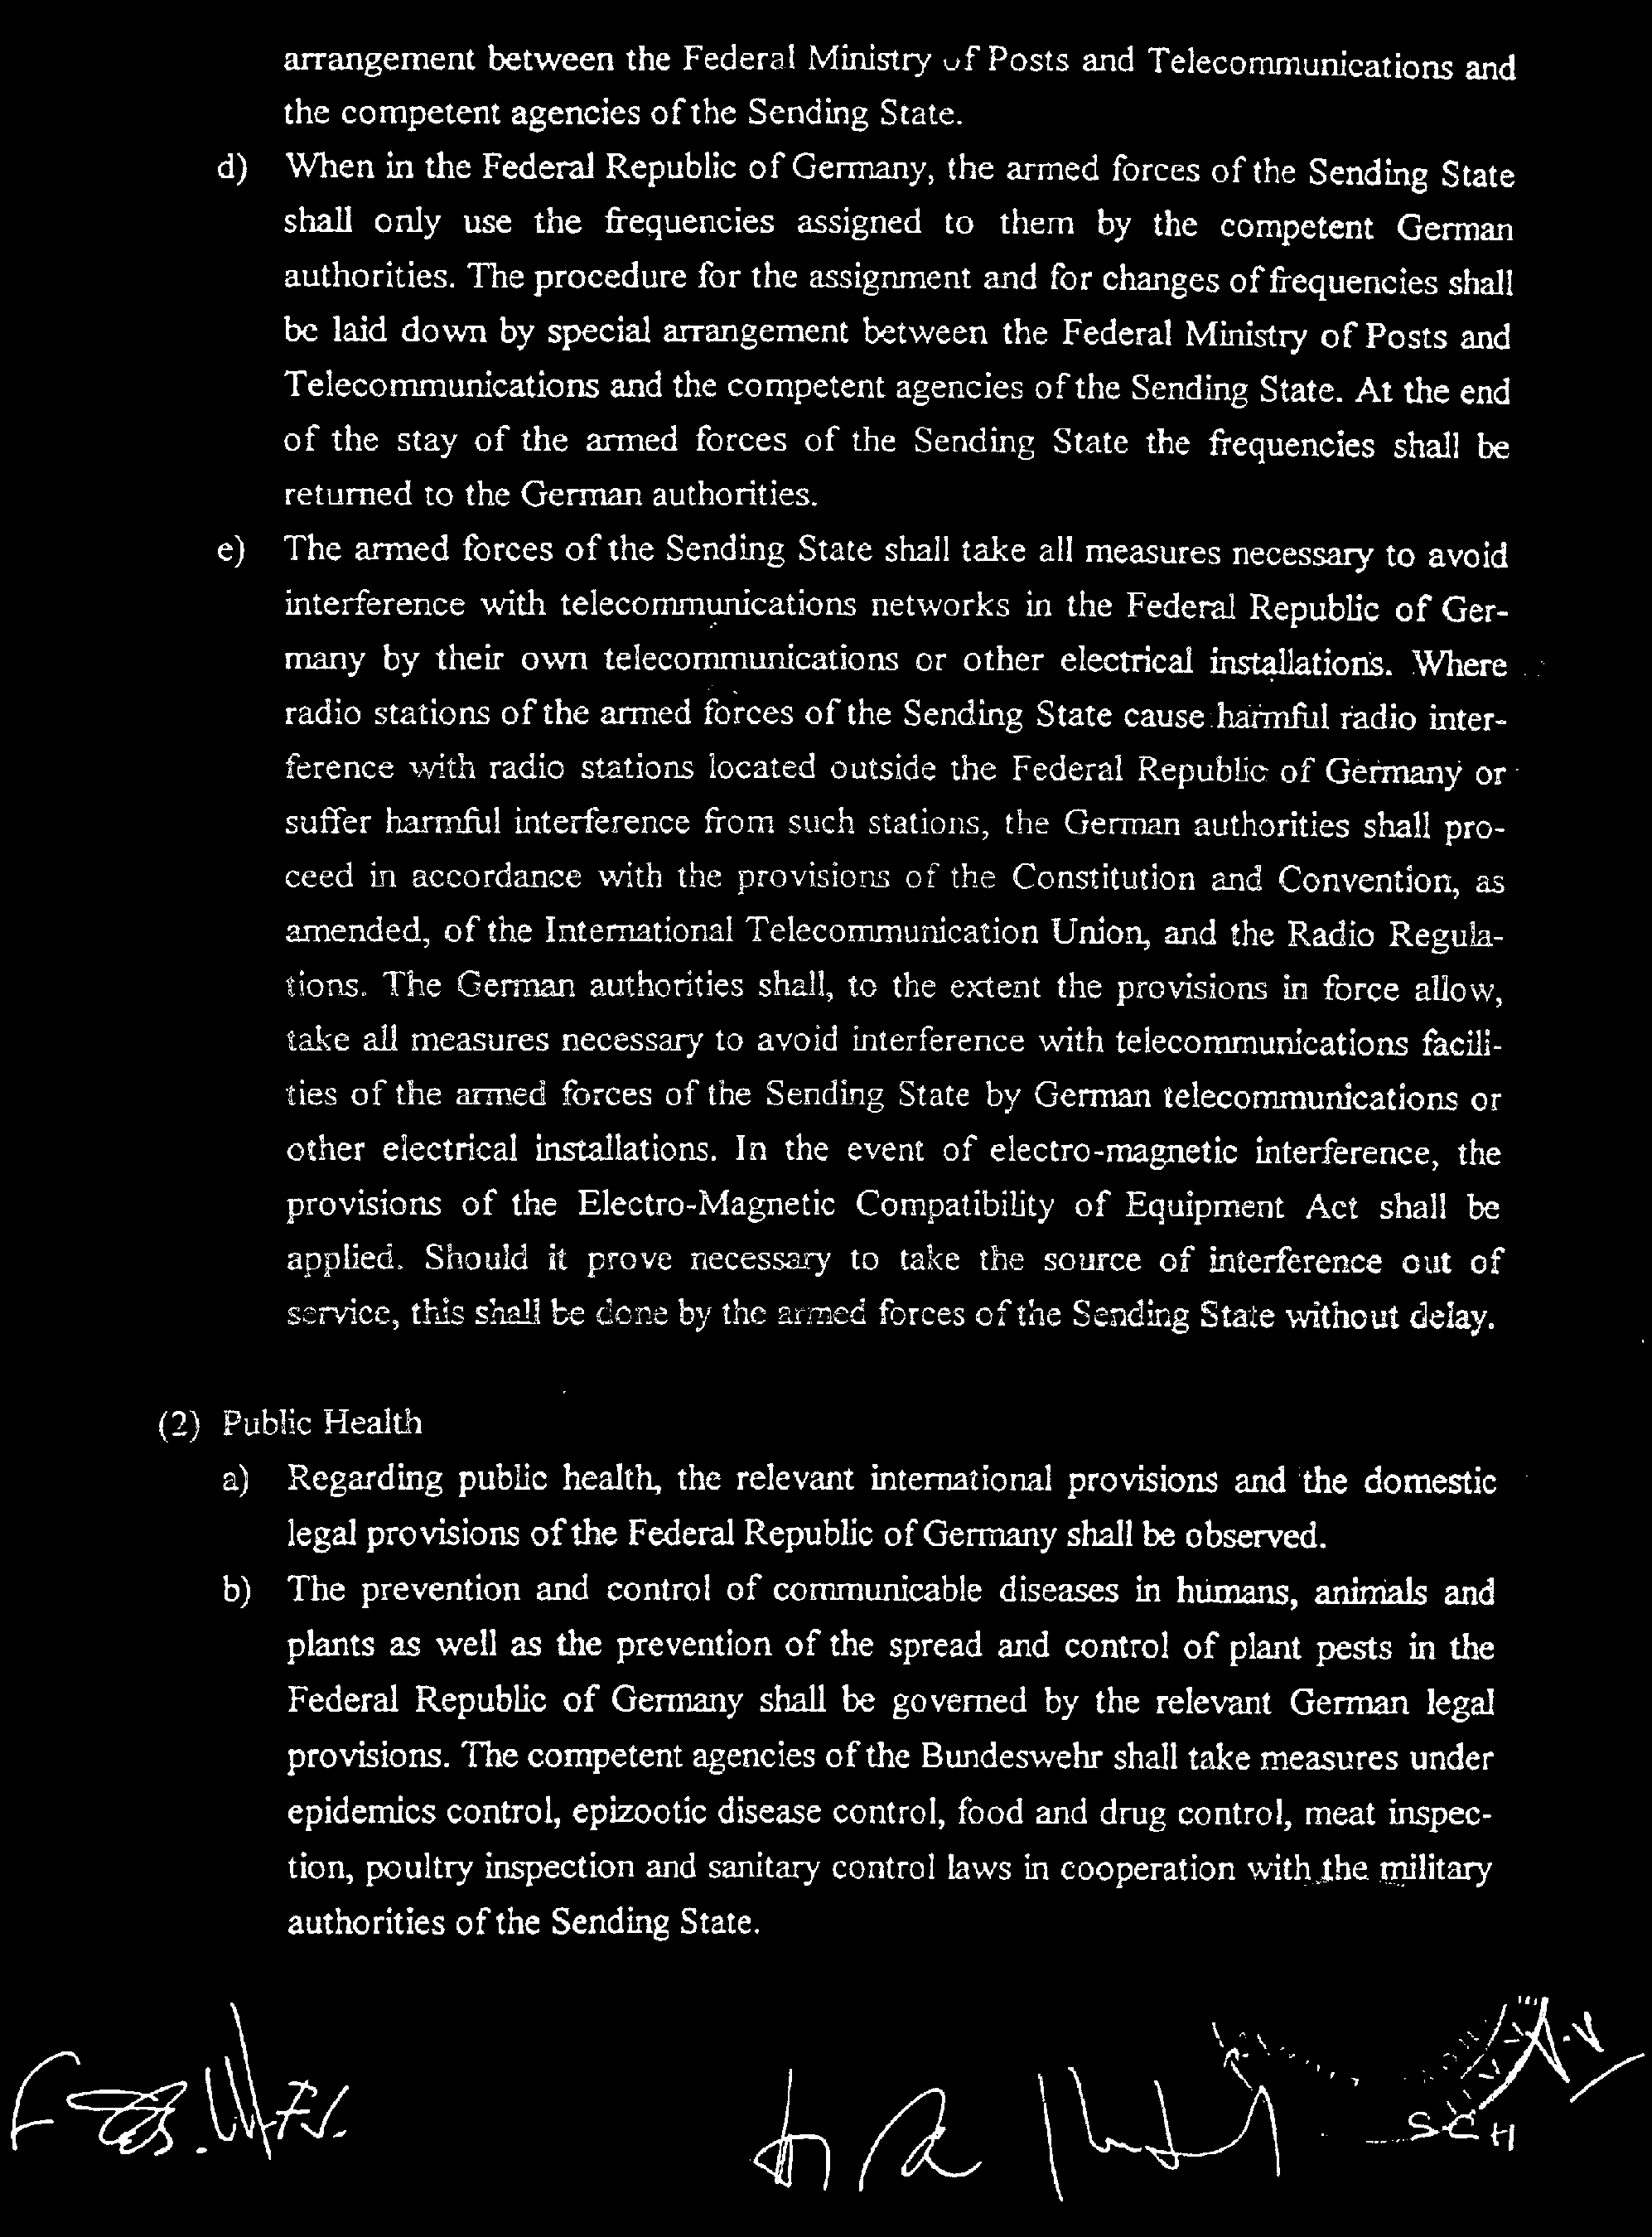 arrangement between the Federal Ministry of Posts and Telecommunications and
the competent agencies of the Sending State.
d) When in the Federal Republic of Germany, the armed forces of the Sending State
shall only use the frequencies assigned to them by the competent German
authorities. The procedure for the assignment and for changes of frequencies shall
be laid down by special arrangement between the Federal Ministry of Posts and
Telecommunications and the competent agencies of the Sending State. At the end
of the stay of the armed forces of the Sending State the frequencies shall be
returned to the German authorities.
e) The armed forces of the Sending State shall take all measures necessary to avoid
interference with telecommunications networks in the Federal Republic of Ger-
many by their own telecommunications or other electrical installations. Where
radio stations of the armed forces of the Sending State cause harmful radio inter-
ference with radio stations located outside the Federal Republic of Germany or
suffer harmful interference from such stations, the German authorities shall pro-
ceed in accordance with the provisions of the Constitution and Convention, as
amended, of the International Telecommunication Union, and the Radio Regula-
tions. The German authorities shall, to the extent the provisions in force allow,
take all measures necessary to avoid interference with telecommunications facili-
ties of the armed forces of the Sending State by German telecommunications or
other electrical installations. In the event of electro-magnetic interference, the
provisions of the Electro-Magnetic Compatibility of Equipment Act shall be
applied. Should it prove necessary to take the source of interference out of
service, this shall be done by the armed forces of the Sending State without delay.
(2) Public Health
a) Regarding public health, the relevant international provisions and the domestic
legal provisions of the Federal Republic of Germany shall be observed.
b) The prevention and control of communicable diseases in humans, animals and
plants as well as the prevention of the spread and control of plant pests in the
Federal Republic of Germany shall be governed by the relevant German legal
provisions. The competent agencies of the Bundeswehr shall take measures under
epidemics control, epizootic disease control, food and drug control, meat inspec-
tion, poultry inspection and sanitary control laws in cooperation with the military
authorities of the Sending State.
SCH